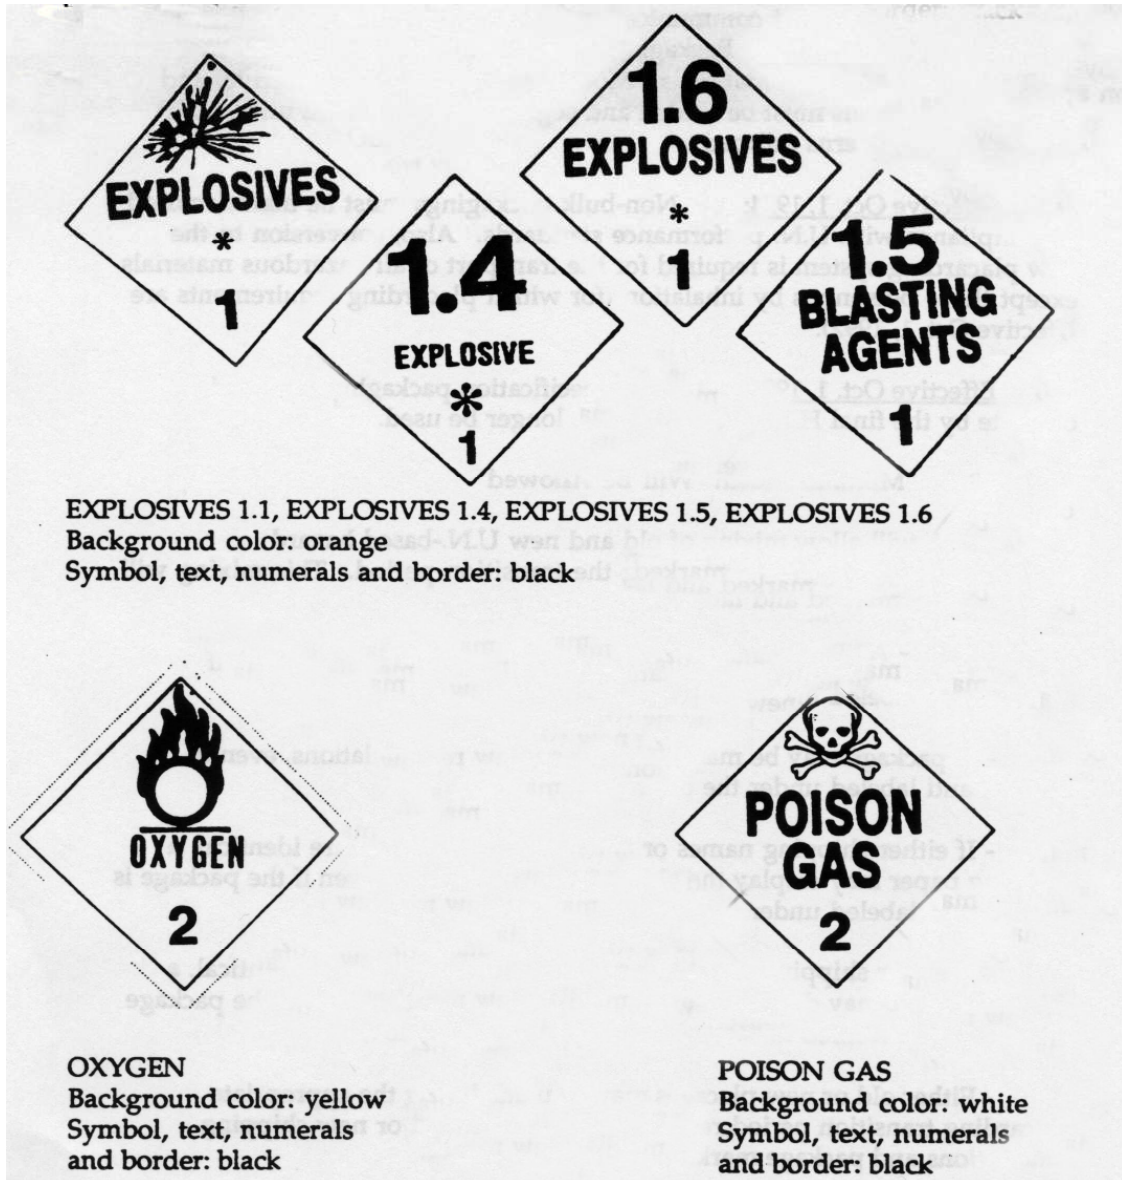 EXPLOSIVES
*
1
1.4
EXPLOSIVE
*
1
1.6
EXPLOSIVES
*
1
1.5
BLASTING
AGENTS
1
EXPLOSIVES 1.1, EXPLOSIVES 1.4, EXPLOSIVES 1.5, EXPLOSIVES 1.6
Background color: orange
Symbol, text, numerals and border: black
OXYGEN
2
OXYGEN
Background color: yellow
Symbol, text, numerals
and border: black
POISON
GAS
2
POISON GAS
Background color: white
Symbol, text, numerals
and border: black